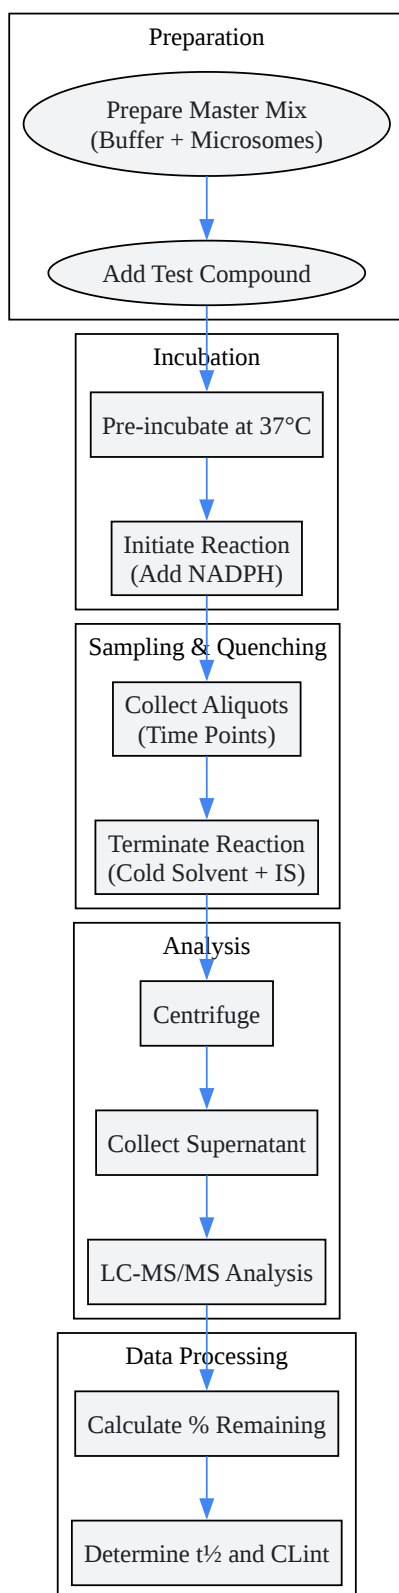 Preparation
Prepare Master Mix
(Buffer + Microsomes)
Add Test Compound
Incubation
Pre-incubate at 37°C
Initiate Reaction
(Add NADPH)
Sampling & Quenching
Collect Aliquots
(Time Points)
Terminate Reaction
(Cold Solvent + IS)
Analysis
Centrifuge
Collect Supernatant
LC-MS/MS Analysis
Data Processing
Calculate % Remaining
Determine t½ and CLint